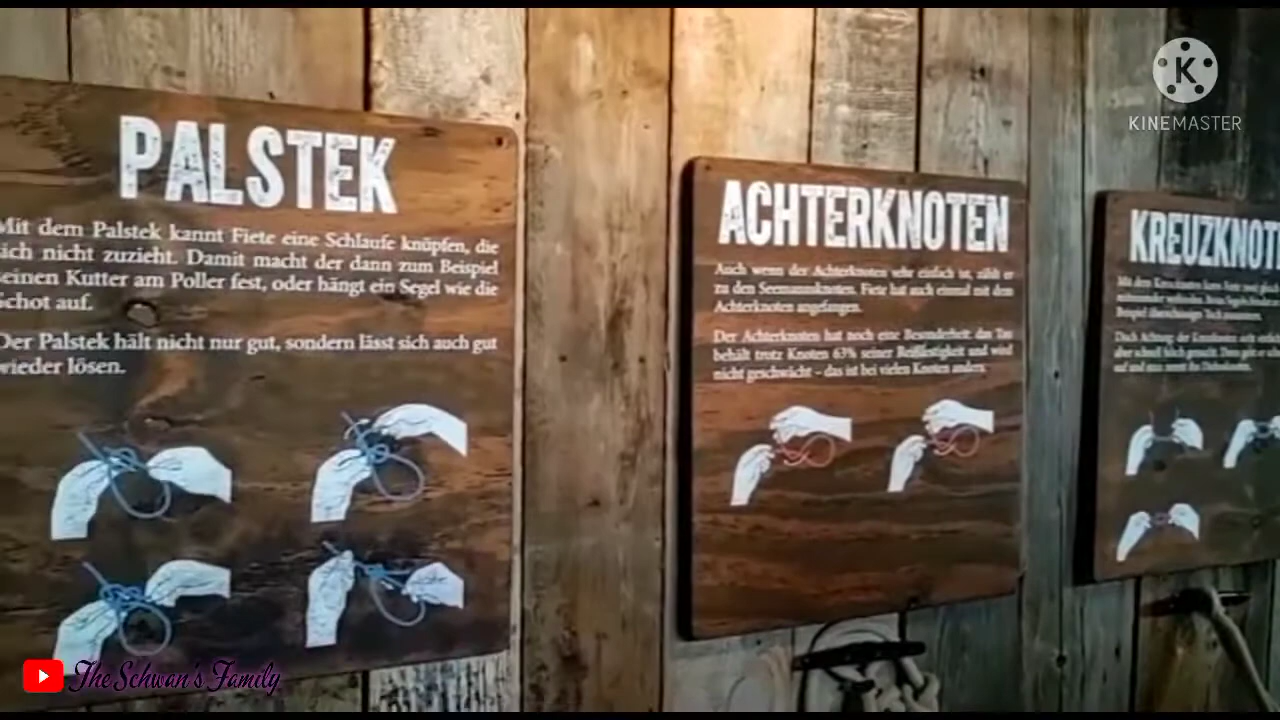 PALSTEK
Mit dem Palstek kannt Fiete eine Schlaufe knüpfen, die
sich nicht zuzieht. Damit macht der dann zum Beispiel
seinen Kutter am Poller fest, oder hängt ein Segel wie die
Schot auf.
Der Palstek hält nicht nur gut, sondern lässt sich auch gut
wieder lösen.
ACHTERKNOTEN
Auch wenn der Achterknoten sehr einfach ist, zählt er
zu den Seemannsknoten. Fiete hat auch einmal mit dem
Achterknoten angefangen.
Der Achterknoten hat noch eine Besonderheit: das Tau
behält trotz Knoten 63% seiner Reißfestigkeit und wird
nicht geschwächt – das ist bei vielen Knoten anders.
KREUZKNOT
KINEMASTER
The Schwan's Family